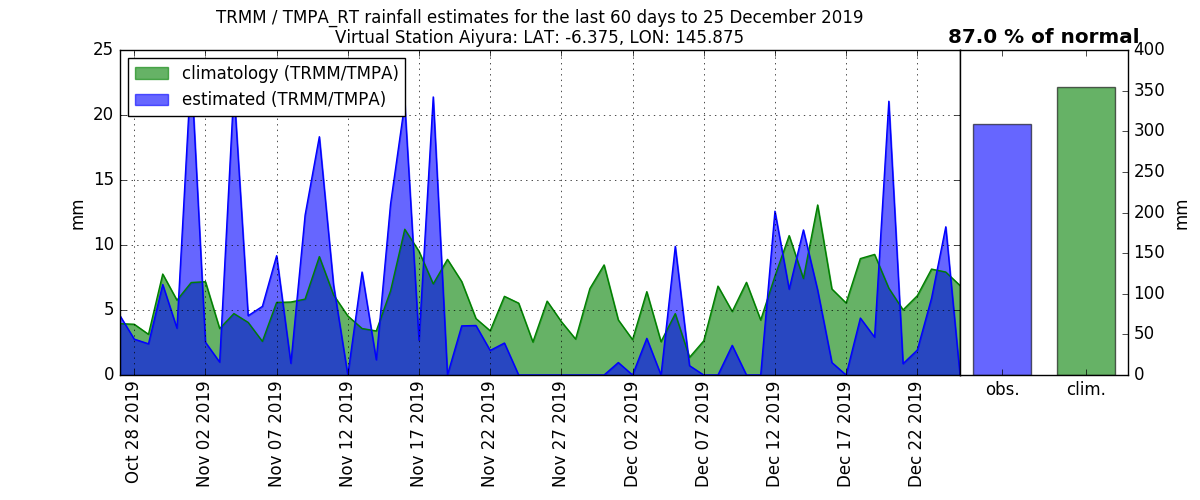 TRMM / TMPA_RT rainfall estimates for the last 60 days to 25 December 2019
Virtual Station Aiyura: LAT: -6.375, LON: 145.875
87.0 % of normal
climatology (TRMM/TMPA)
estimated (TRMM/TMPA)
25
20
15
10
5
0
mm
400
350
300
250
200
150
100
50
0
mm
obs.
clim.
Oct 28 2019
Nov 02 2019
Nov 07 2019
Nov 12 2019
Nov 17 2019
Nov 22 2019
Nov 27 2019
Dec 02 2019
Dec 07 2019
Dec 12 2019
Dec 17 2019
Dec 22 2019